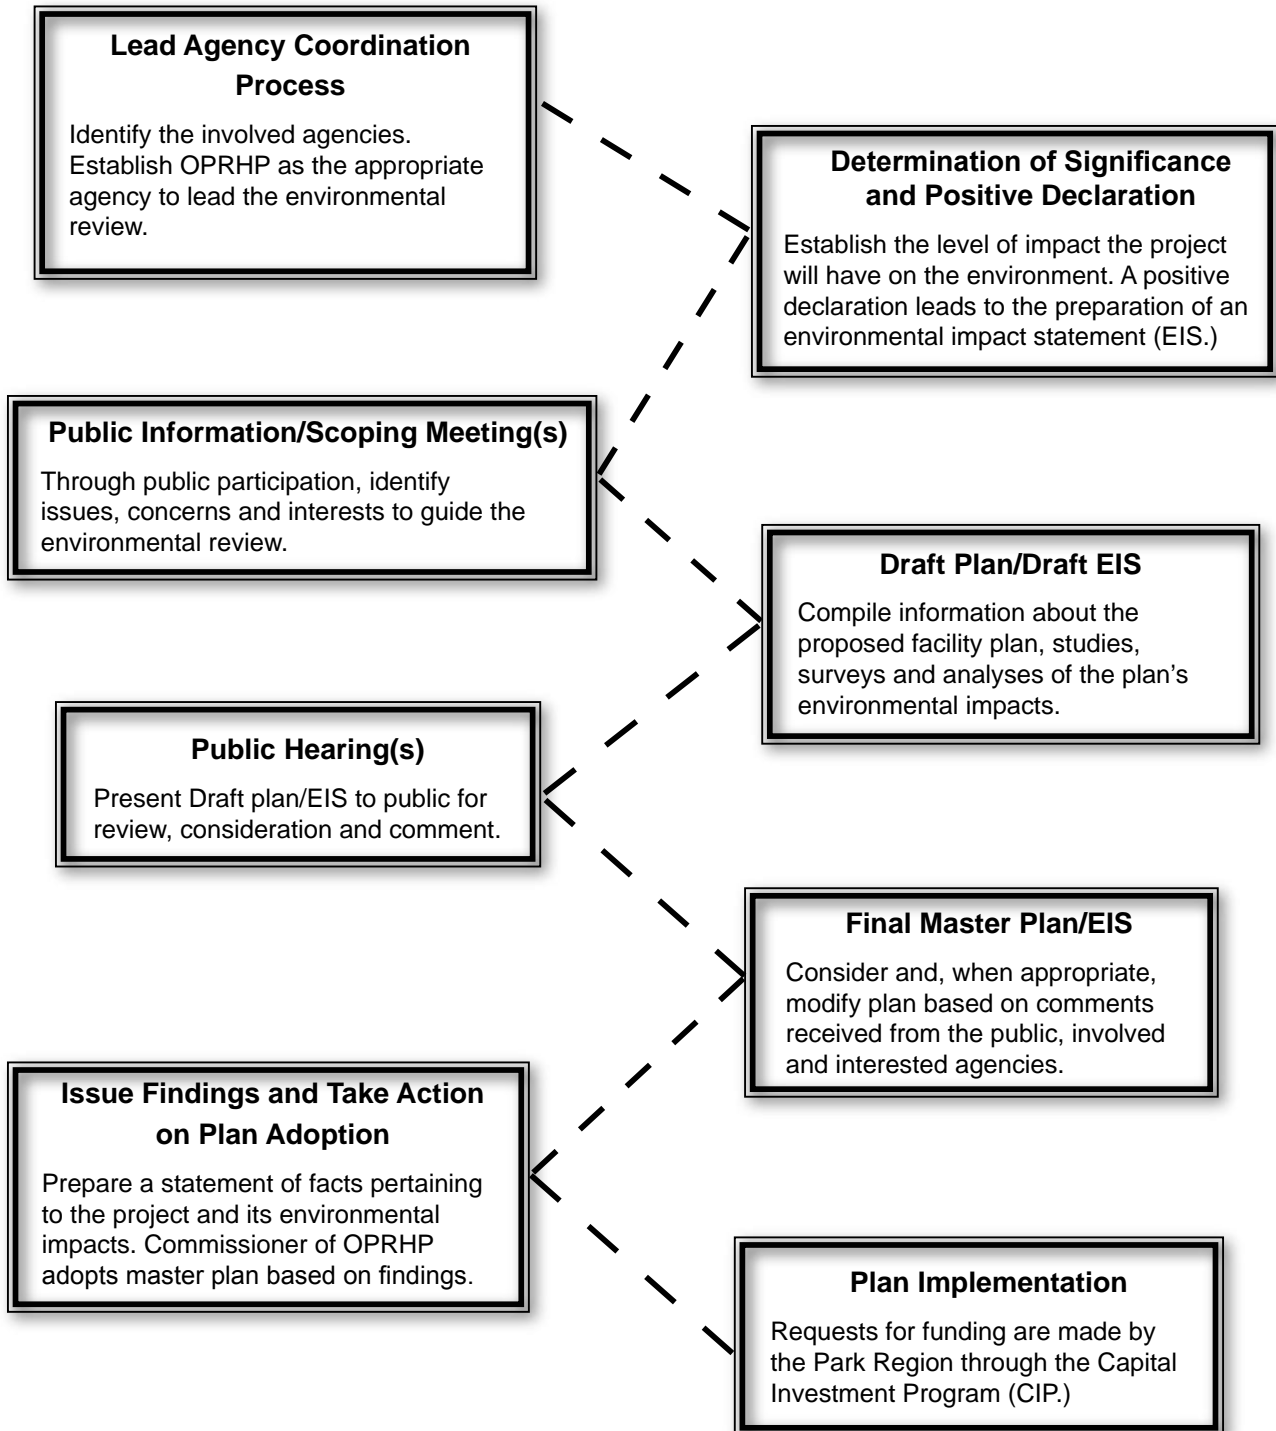 Lead Agency Coordination
Process
Identify the involved agencies.
Establish OPRHP as the appropriate
agency to lead the environmental
review.
Determination of Significance
and Positive Declaration
Establish the level of impact the project
will have on the environment. A positive
declaration leads to the preparation of an
environmental impact statement (EIS.)
Public Information/Scoping Meeting(s)
Through public participation, identify
issues, concerns and interests to guide the
environmental review.
Draft Plan/Draft EIS
Compile information about the
proposed facility plan, studies,
surveys and analyses of the plan’s
environmental impacts.
Public Hearing(s)
Present Draft plan/EIS to public for
review, consideration and comment.
Final Master Plan/EIS
Consider and, when appropriate,
modify plan based on comments
received from the public, involved
and interested agencies.
Issue Findings and Take Action
on Plan Adoption
Prepare a statement of facts pertaining
to the project and its environmental
impacts. Commissioner of OPRHP
adopts master plan based on findings.
Plan Implementation
Requests for funding are made by
the Park Region through the Capital
Investment Program (CIP.)